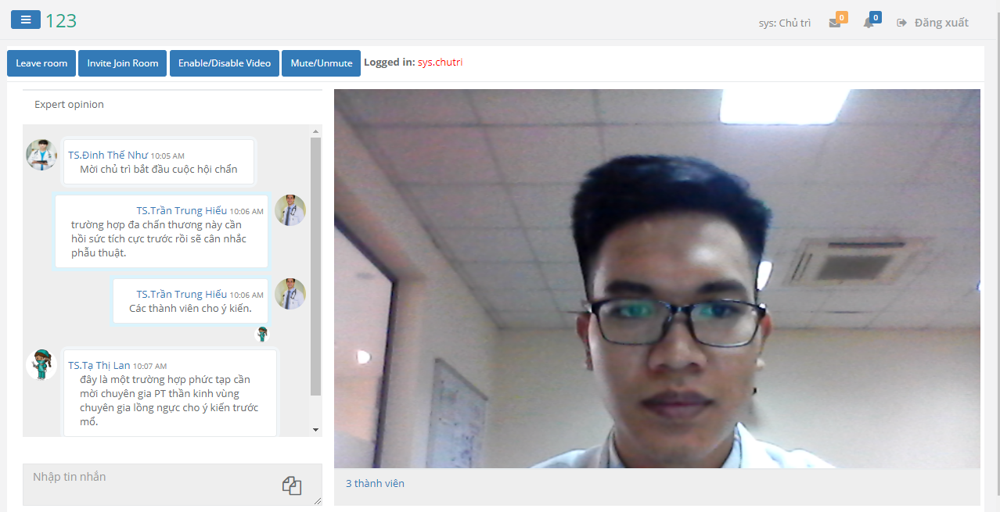 123
sys: Chủ trì
0
0
Đăng xuất
Leave room
Invite Join Room
Enable/Disable Video
Mute/Unmute
Logged in: sys.chutri
Expert opinion
TS.Đinh Thế Như 10:05 AM
Mời chủ trì bắt đầu cuộc hội chẩn
TS.Trần Trung Hiếu 10:06 AM
trường hợp đa chấn thương này cần
hồi sức tích cực trước rồi sẽ cân nhắc
phẫu thuật.
TS.Trần Trung Hiếu 10:06 AM
Các thành viên cho ý kiến.
TS.Tạ Thị Lan 10:07 AM
đây là một trường hợp phức tạp cần
mời chuyên gia PT thần kinh vùng
chuyên gia lồng ngực cho ý kiến trước
mổ.
Nhập tin nhắn
3 thành viên